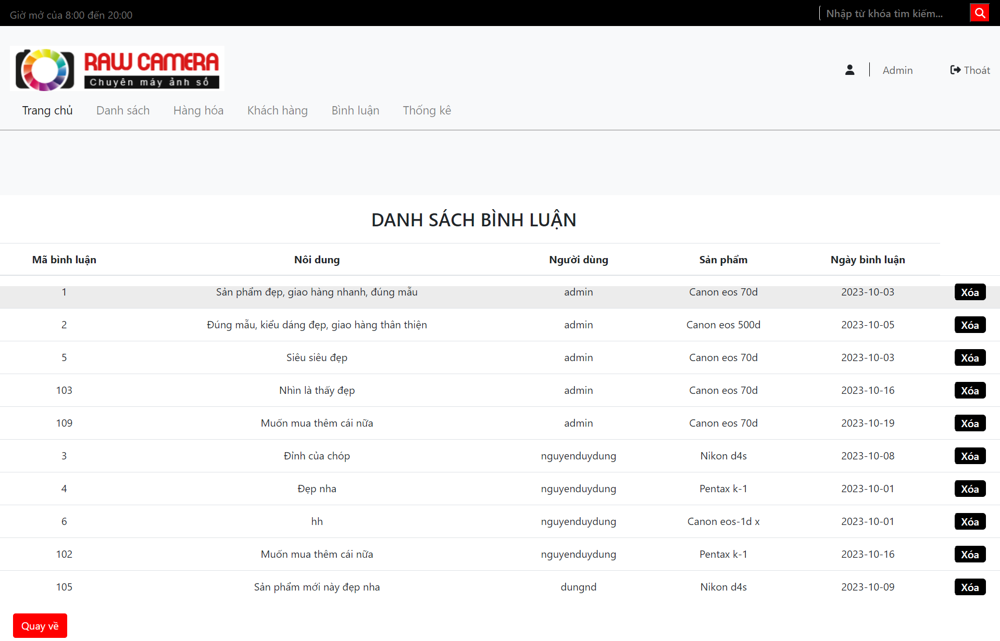 Giờ mở của 8:00 đến 20:00 Nhập từ khóa tìm kiếm...
RAW CAMERA
Chuyên máy ảnh số
Admin Thoát
Trang chủ Danh sách Hàng hóa Khách hàng Bình luận Thống kê
DANH SÁCH BÌNH LUẬN
Mã bình luận Nôi dung Người dùng Sản phẩm Ngày bình luận
1 Sản phẩm đẹp, giao hàng nhanh, đúng mẫu admin Canon eos 70d 2023-10-03 Xóa
2 Đúng mẫu, kiểu dáng đẹp, giao hàng thân thiện admin Canon eos 500d 2023-10-05 Xóa
5 Siêu siêu đẹp admin Canon eos 70d 2023-10-03 Xóa
103 Nhìn là thấy đẹp admin Canon eos 70d 2023-10-16 Xóa
109 Muốn mua thêm cái nữa admin Canon eos 70d 2023-10-19 Xóa
3 Đỉnh của chóp nguyenduydung Nikon d4s 2023-10-08 Xóa
4 Đẹp nha nguyenduydung Pentax k-1 2023-10-01 Xóa
6 hh nguyenduydung Canon eos-1d x 2023-10-01 Xóa
102 Muốn mua thêm cái nữa nguyenduydung Pentax k-1 2023-10-16 Xóa
105 Sản phẩm mới này đẹp nha dungnd Nikon d4s 2023-10-09 Xóa
Quay về